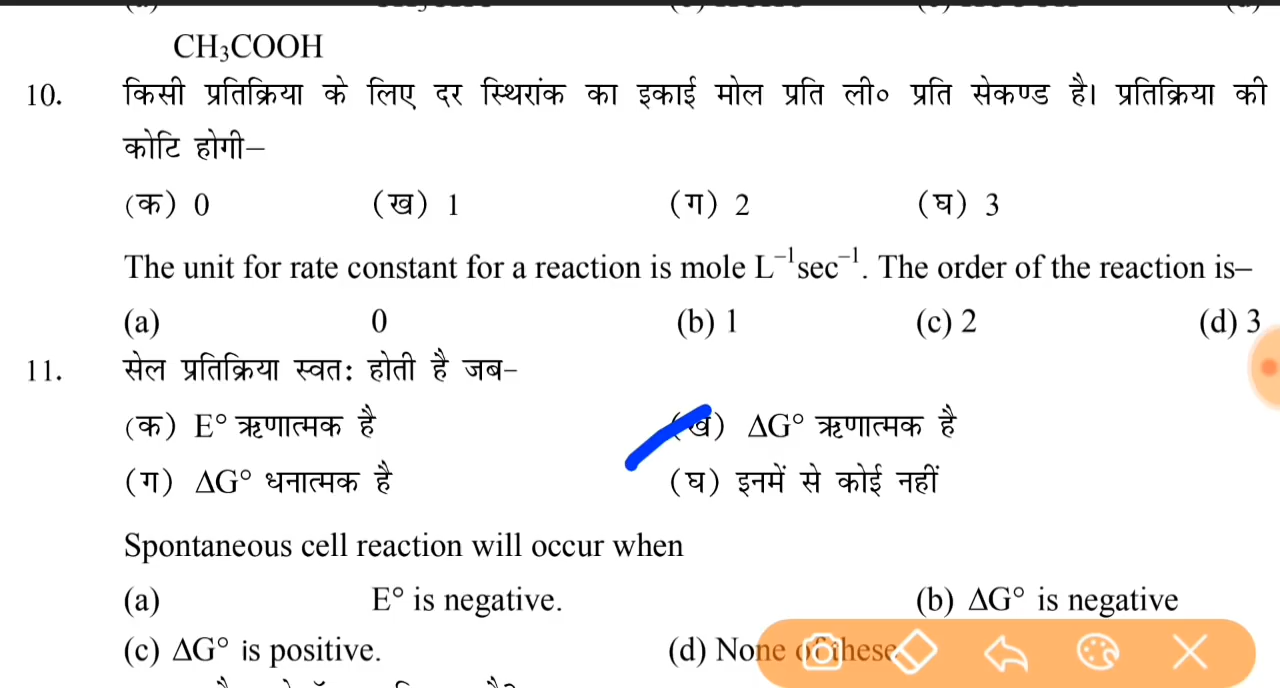 CH₃COOH
10. किसी प्रतिक्रिया के लिए दर स्थिरांक का इकाई मोल प्रति ली० प्रति सेकण्ड है। प्रतिक्रिया की
कोटि होगी–
(क) 0 (ख) 1 (ग) 2 (घ) 3
The unit for rate constant for a reaction is mole L⁻¹sec⁻¹. The order of the reaction is–
(a) 0 (b) 1 (c) 2 (d) 3
11. सेल प्रतिक्रिया स्वत: होती है जब–
(क) E° ऋणात्मक है (ख) ΔG° ऋणात्मक है
(ग) ΔG° धनात्मक है (घ) इनमें से कोई नहीं
Spontaneous cell reaction will occur when
(a) E° is negative. (b) ΔG° is negative
(c) ΔG° is positive. (d) None of these